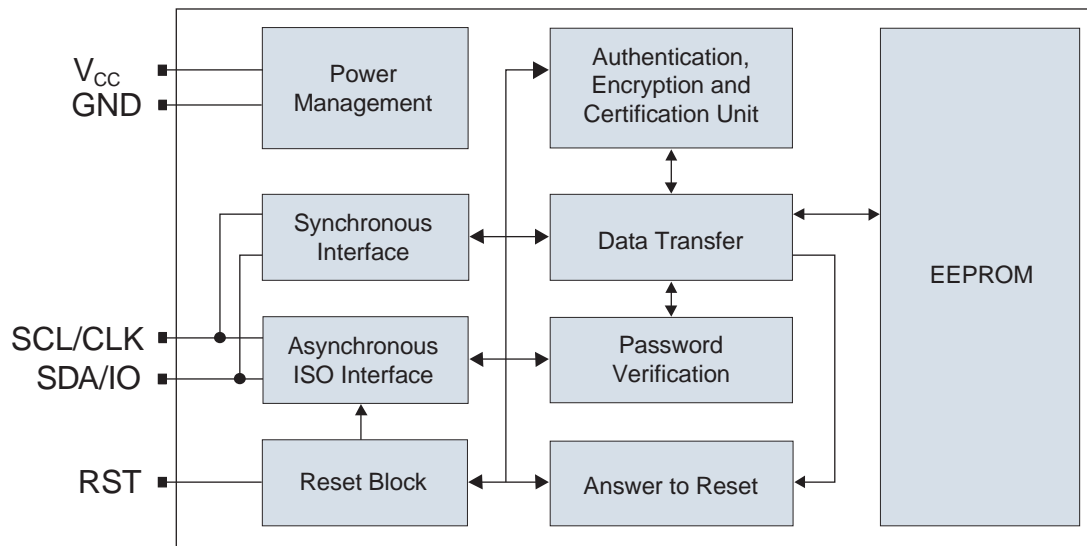 V_CC
GND
SCL/CLK
SDA/IO
RST
Power
Management
Synchronous
Interface
Asynchronous
ISO Interface
Reset Block
Authentication,
Encryption and
Certification Unit
Data Transfer
Password
Verification
Answer to Reset
EEPROM